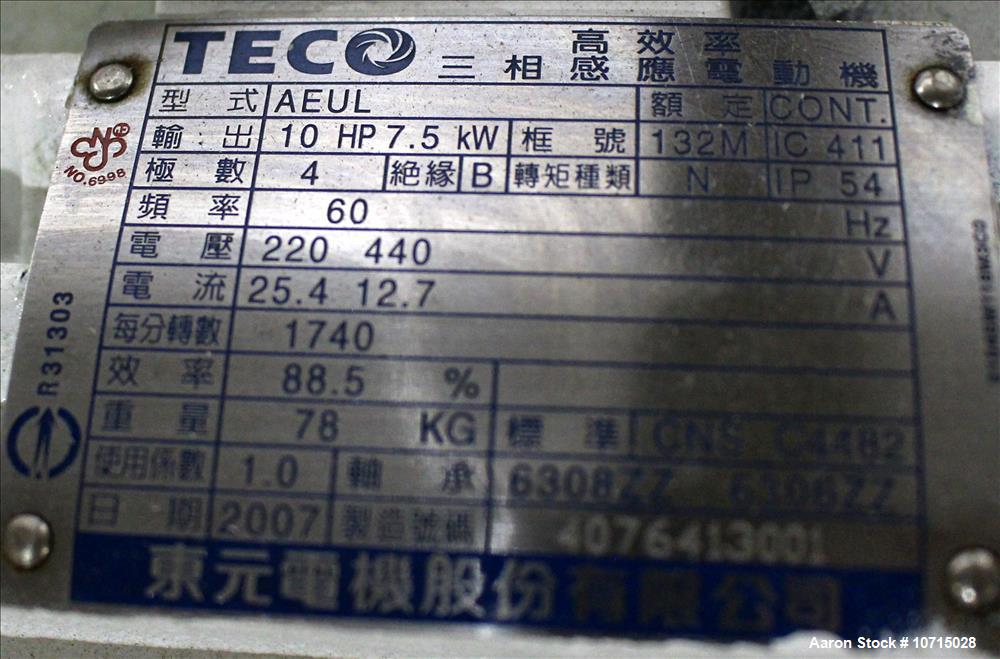 TECO 高效率
三相感應電動機
型式 AEUL 額定 CONT.
輸出 10 HP 7.5 kW 框號 132M IC 411
極數 4 絕緣 B 轉矩種類 N IP 54
頻率 60 Hz
電壓 220 440 V
電流 25.4 12.7 A
每分轉數 1740
效率 88.5 %
重量 78 KG 標準 CNS C4482
使用係數 1.0 軸承 6308ZZ 6306ZZ
日期 2007 製造號碼 4076413001
東元電機股份有限公司
NO.6998
R31303
Aaron Stock # 10715028